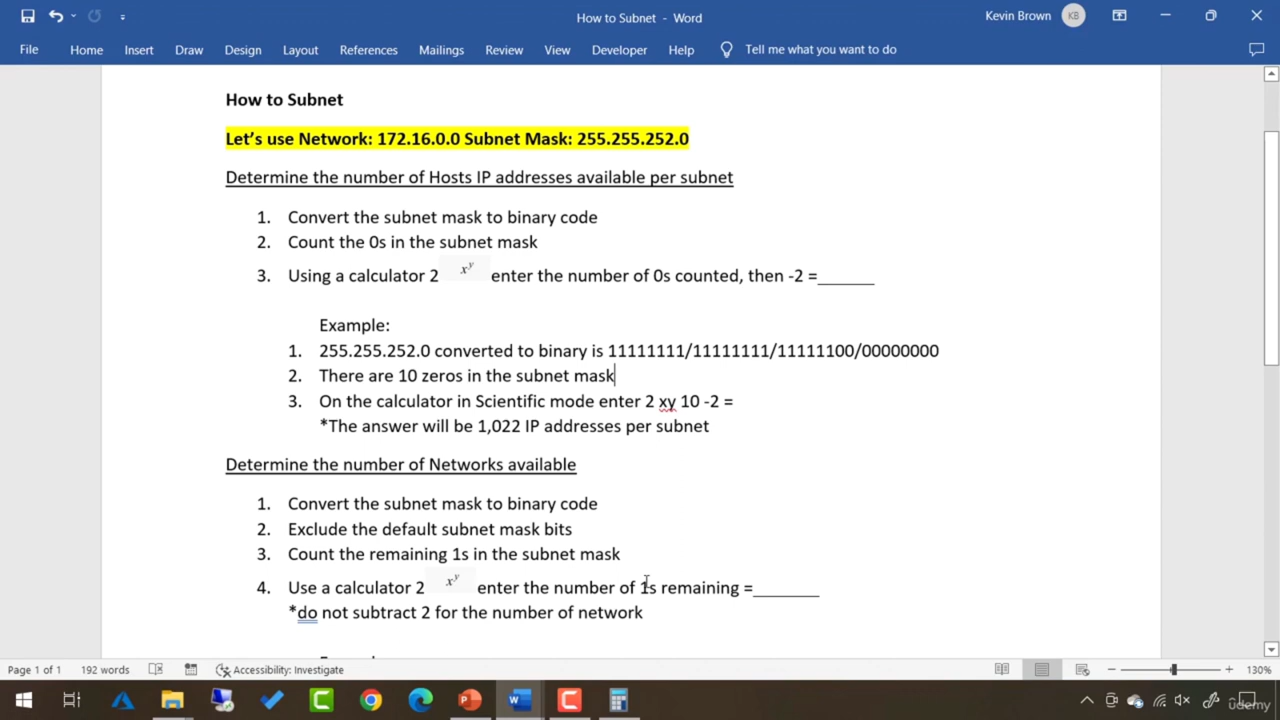 How to Subnet - Word
Kevin Brown KB
File Home Insert Draw Design Layout References Mailings Review View Developer Help Tell me what you want to do
How to Subnet
Let's use Network: 172.16.0.0 Subnet Mask: 255.255.252.0
Determine the number of Hosts IP addresses available per subnet
1. Convert the subnet mask to binary code
2. Count the 0s in the subnet mask
3. Using a calculator 2 xʸ enter the number of 0s counted, then -2 =______
Example:
1. 255.255.252.0 converted to binary is 11111111/11111111/11111100/00000000
2. There are 10 zeros in the subnet mask
3. On the calculator in Scientific mode enter 2 xy 10 -2 =
*The answer will be 1,022 IP addresses per subnet
Determine the number of Networks available
1. Convert the subnet mask to binary code
2. Exclude the default subnet mask bits
3. Count the remaining 1s in the subnet mask
4. Use a calculator 2 xʸ enter the number of 1s remaining =_______
*do not subtract 2 for the number of network
Page 1 of 1 192 words Accessibility: Investigate 130%
udemy